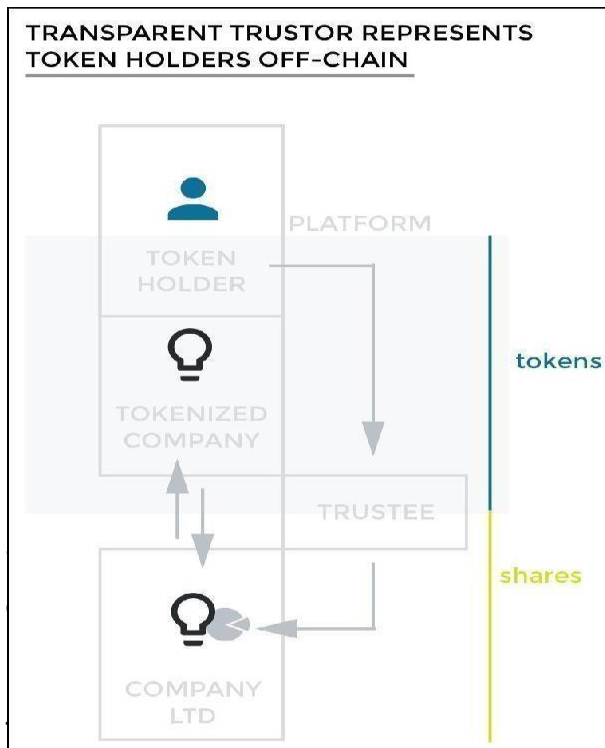 TRANSPARENT TRUSTOR REPRESENTS
TOKEN HOLDERS OFF-CHAIN
PLATFORM
TOKEN
HOLDER
tokens
TOKENIZED
COMPANY
TRUSTEE
shares
COMPANY
LTD